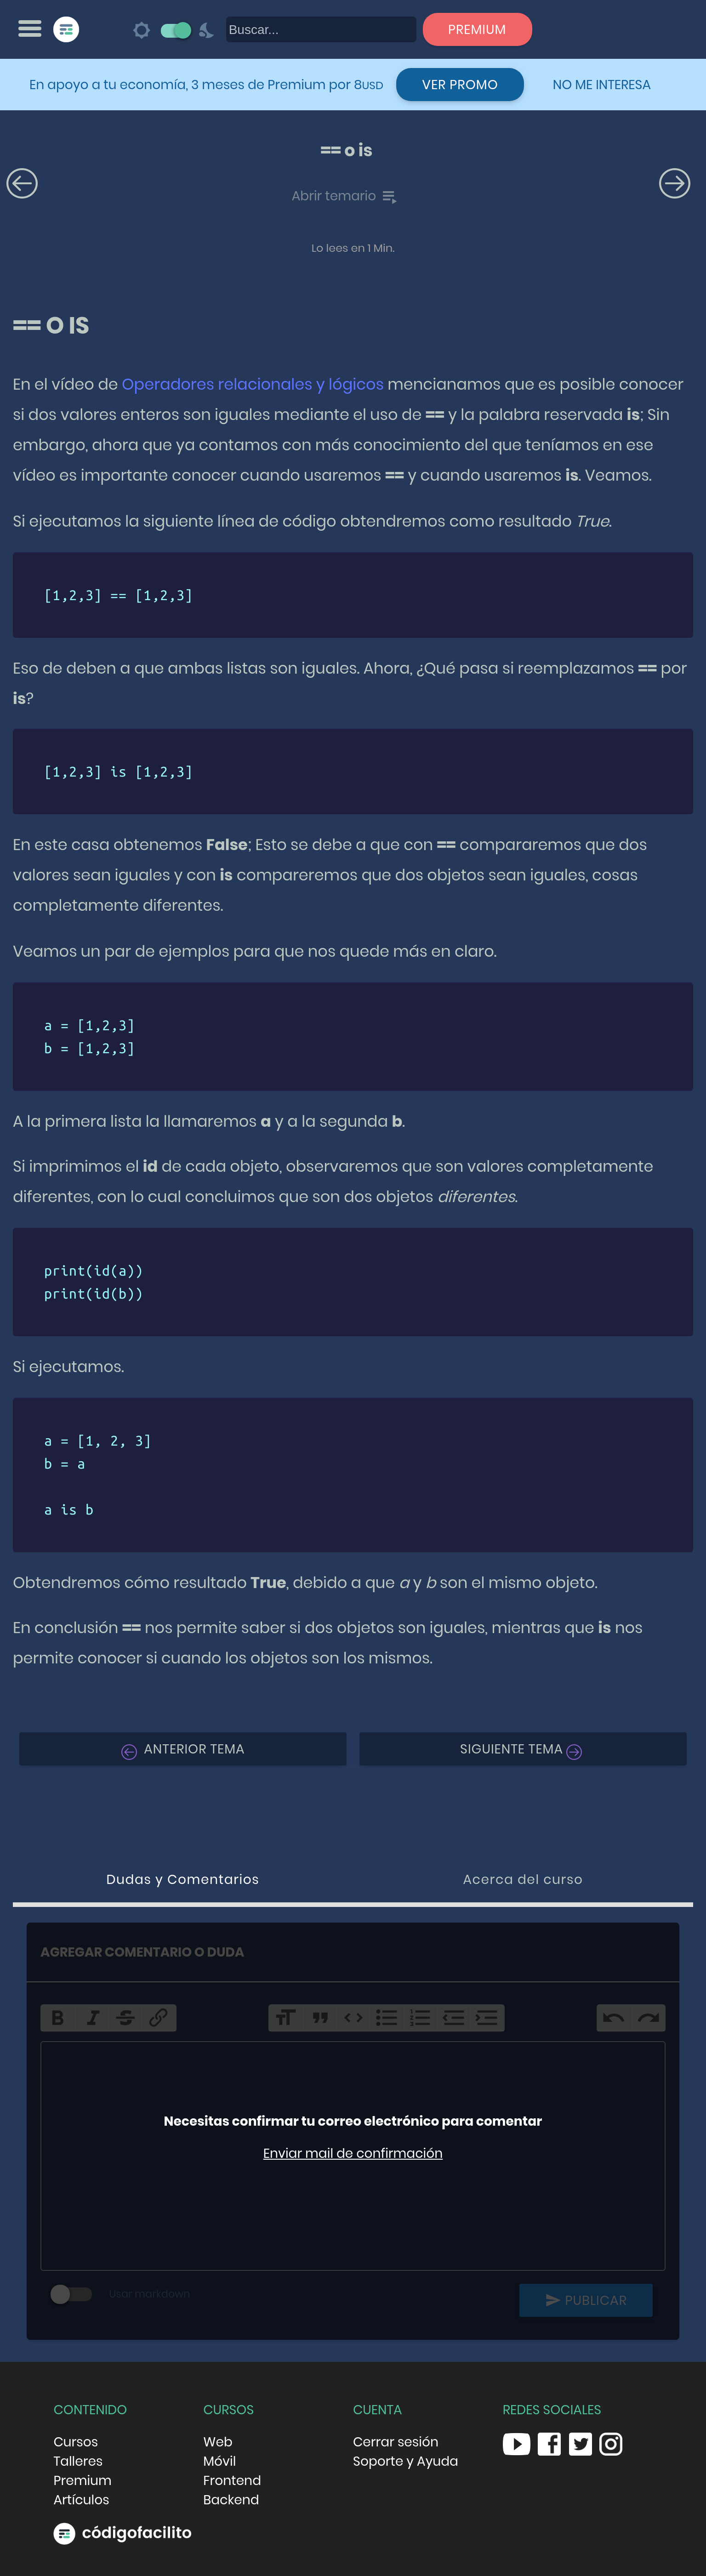 Buscar...
PREMIUM
En apoyo a tu economía, 3 meses de Premium por 8USD
VER PROMO
NO ME INTERESA
== o is
Abrir temario
Lo lees en 1 Min.
== O IS
En el vídeo de Operadores relacionales y lógicos mencianamos que es posible conocer
si dos valores enteros son iguales mediante el uso de == y la palabra reservada is; Sin
embargo, ahora que ya contamos con más conocimiento del que teníamos en ese
vídeo es importante conocer cuando usaremos == y cuando usaremos is. Veamos.
Si ejecutamos la siguiente línea de código obtendremos como resultado True.
[1,2,3] == [1,2,3]
Eso de deben a que ambas listas son iguales. Ahora, ¿Qué pasa si reemplazamos == por
is?
[1,2,3] is [1,2,3]
En este casa obtenemos False; Esto se debe a que con == compararemos que dos
valores sean iguales y con is compareremos que dos objetos sean iguales, cosas
completamente diferentes.
Veamos un par de ejemplos para que nos quede más en claro.
a = [1,2,3]
b = [1,2,3]
A la primera lista la llamaremos a y a la segunda b.
Si imprimimos el id de cada objeto, observaremos que son valores completamente
diferentes, con lo cual concluimos que son dos objetos diferentes.
print(id(a))
print(id(b))
Si ejecutamos.
a = [1, 2, 3]
b = a
a is b
Obtendremos cómo resultado True, debido a que a y b son el mismo objeto.
En conclusión == nos permite saber si dos objetos son iguales, mientras que is nos
permite conocer si cuando los objetos son los mismos.
ANTERIOR TEMA
SIGUIENTE TEMA
Dudas y Comentarios
Acerca del curso
AGREGAR COMENTARIO O DUDA
Necesitas confirmar tu correo electrónico para comentar
Enviar mail de confirmación
Usar markdown
PUBLICAR
CONTENIDO
Cursos
Talleres
Premium
Artículos
CURSOS
Web
Móvil
Frontend
Backend
CUENTA
Cerrar sesión
Soporte y Ayuda
REDES SOCIALES
códigofacilito